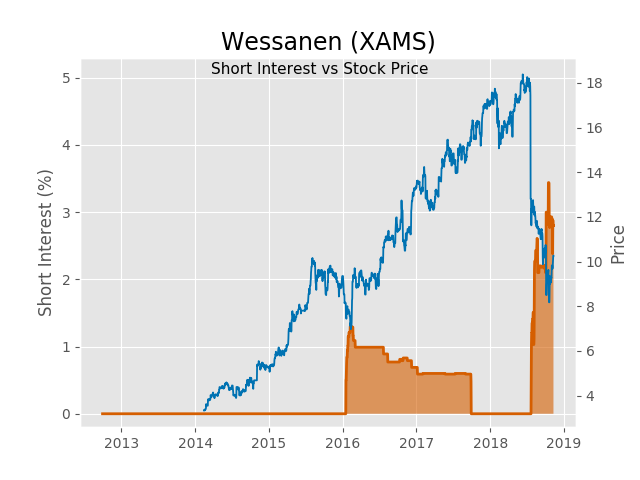 Wessanen (XAMS)
Short Interest vs Stock Price
Short Interest (%)
5
4
3
2
1
0
18
16
14
12
10
8
6
4
Price
2013 2014 2015 2016 2017 2018 2019